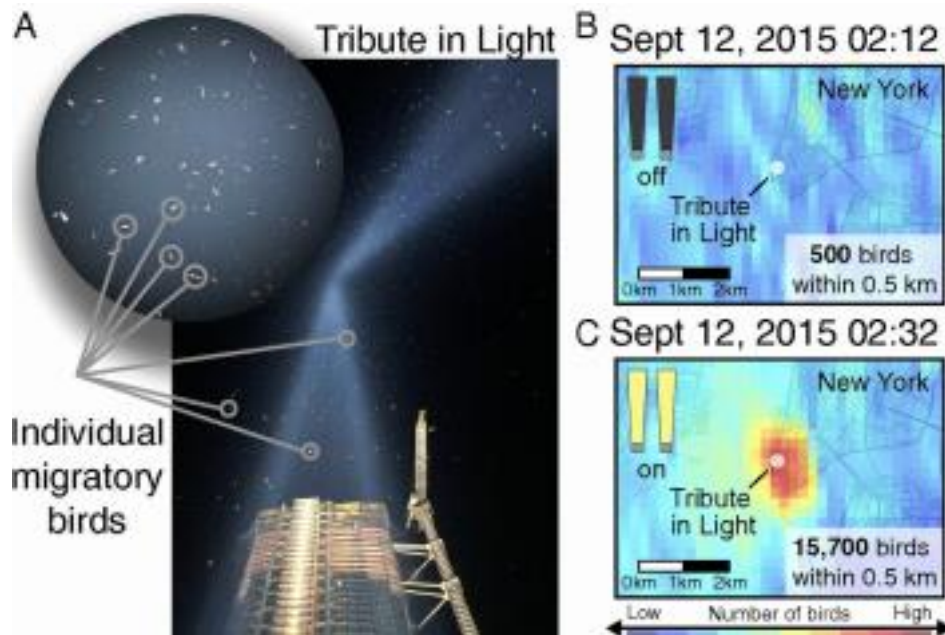 A
Tribute in Light
Individual
migratory
birds
B
Sept 12, 2015 02:12
New York
off
Tribute
in Light
500 birds
within 0.5 km
0km 1km 2km
C
Sept 12, 2015 02:32
New York
on
Tribute
in Light
15,700 birds
within 0.5 km
0km 1km 2km
Low Number of birds High